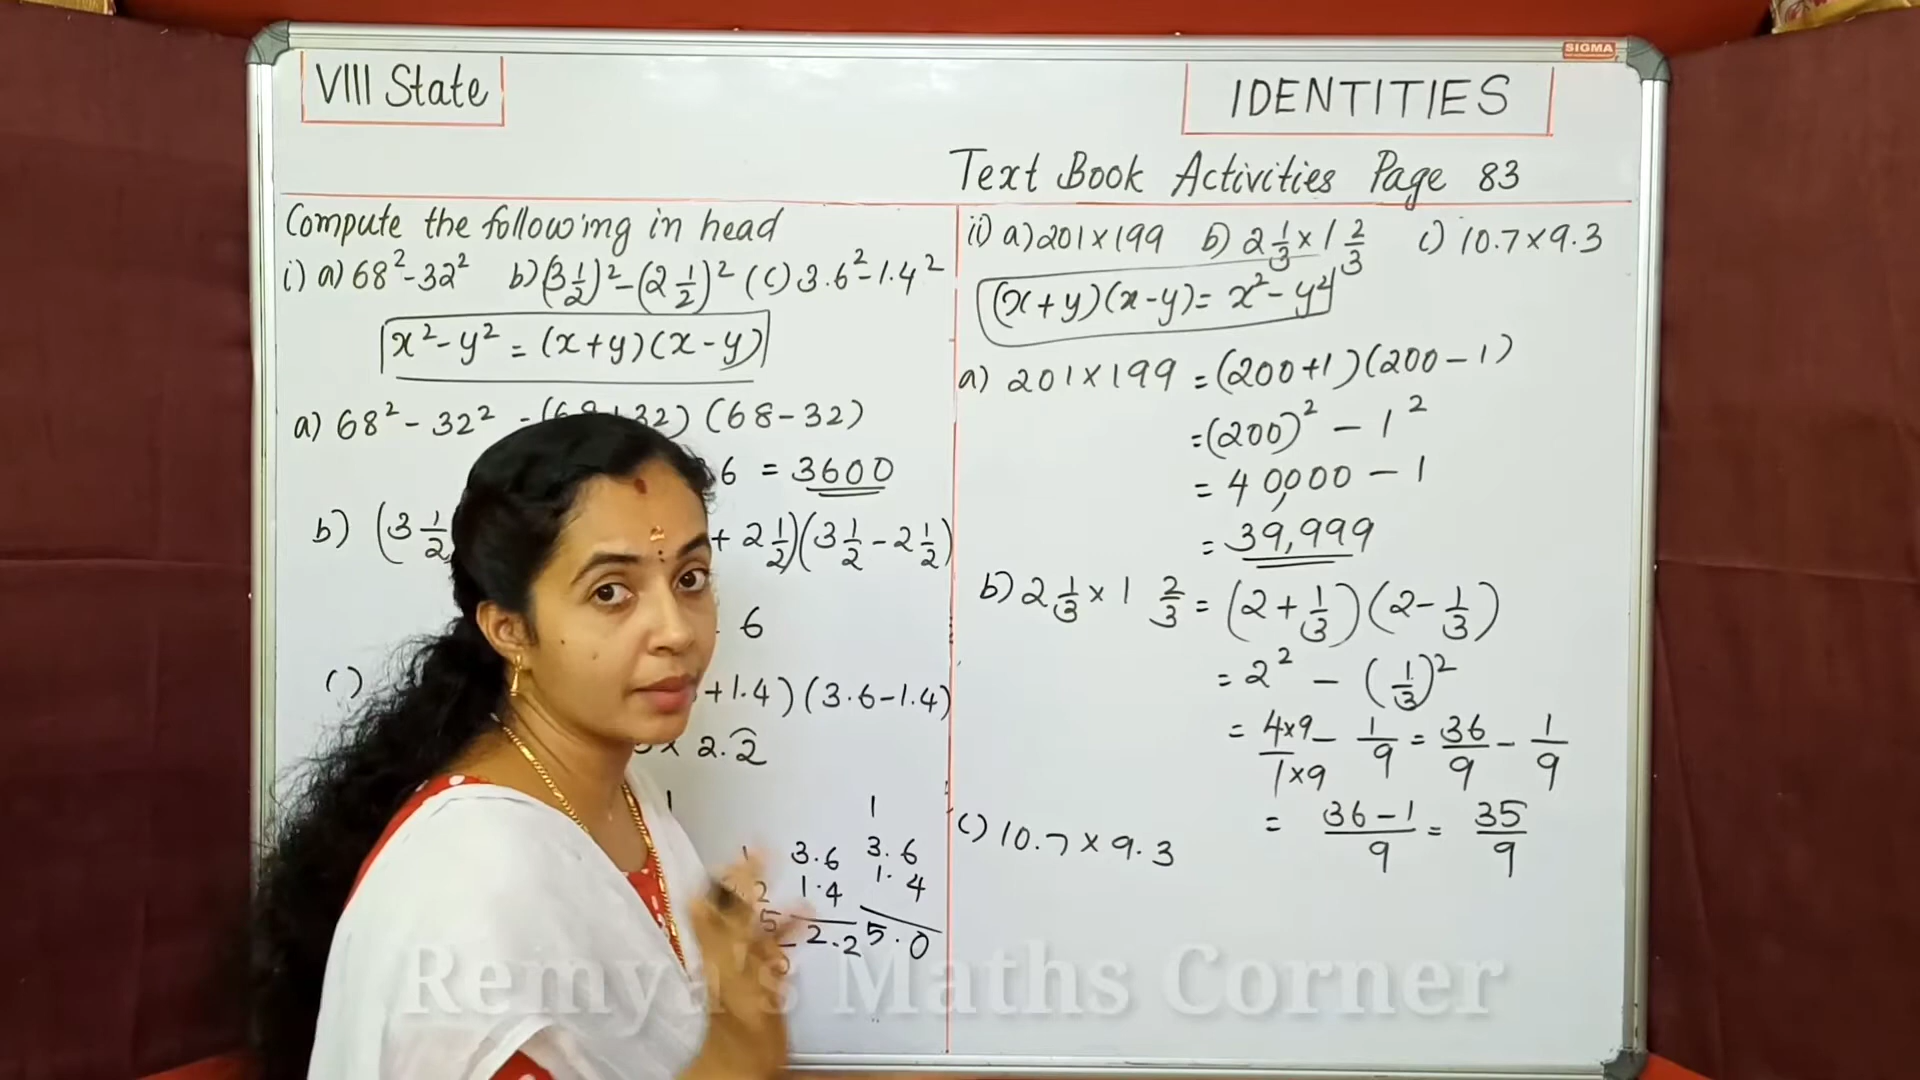 SIGMA
VIII State
IDENTITIES
Text Book Activities Page 83
Compute the following in head
i) a) 68² - 32² b) (3 1/2)² - (2 1/2)² (c) 3.6² - 1.4²
x² - y² = (x+y)(x-y)
a) 68² - 32² = (68+32) (68-32)
6 = 3600
b) (3 1/2 + 2 1/2)(3 1/2 - 2 1/2)
6
c) +1.4) (3.6-1.4)
× 2.2
1 1
3.6 3.6
1.4 1.4
2.2 5.0
ii) a) 201×199 b) 2 1/3 × 1 2/3 c) 10.7×9.3
(x+y)(x-y) = x² - y²
a) 201×199 = (200+1)(200-1)
= (200)² - 1²
= 40,000 - 1
= 39,999
b) 2 1/3 × 1 2/3 = (2 + 1/3)(2 - 1/3)
= 2² - (1/3)²
= 4×9/1×9 - 1/9 = 36/9 - 1/9
= 36-1/9 = 35/9
c) 10.7 × 9.3
Remya's Maths Corner